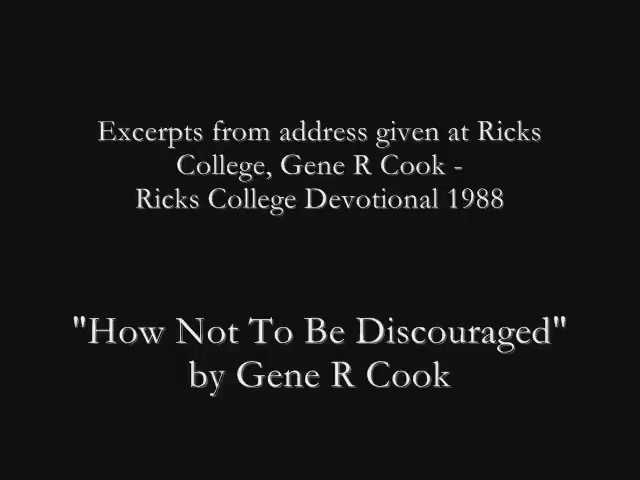 Excerpts from address given at Ricks
College, Gene R Cook -
Ricks College Devotional 1988
"How Not To Be Discouraged"
by Gene R Cook